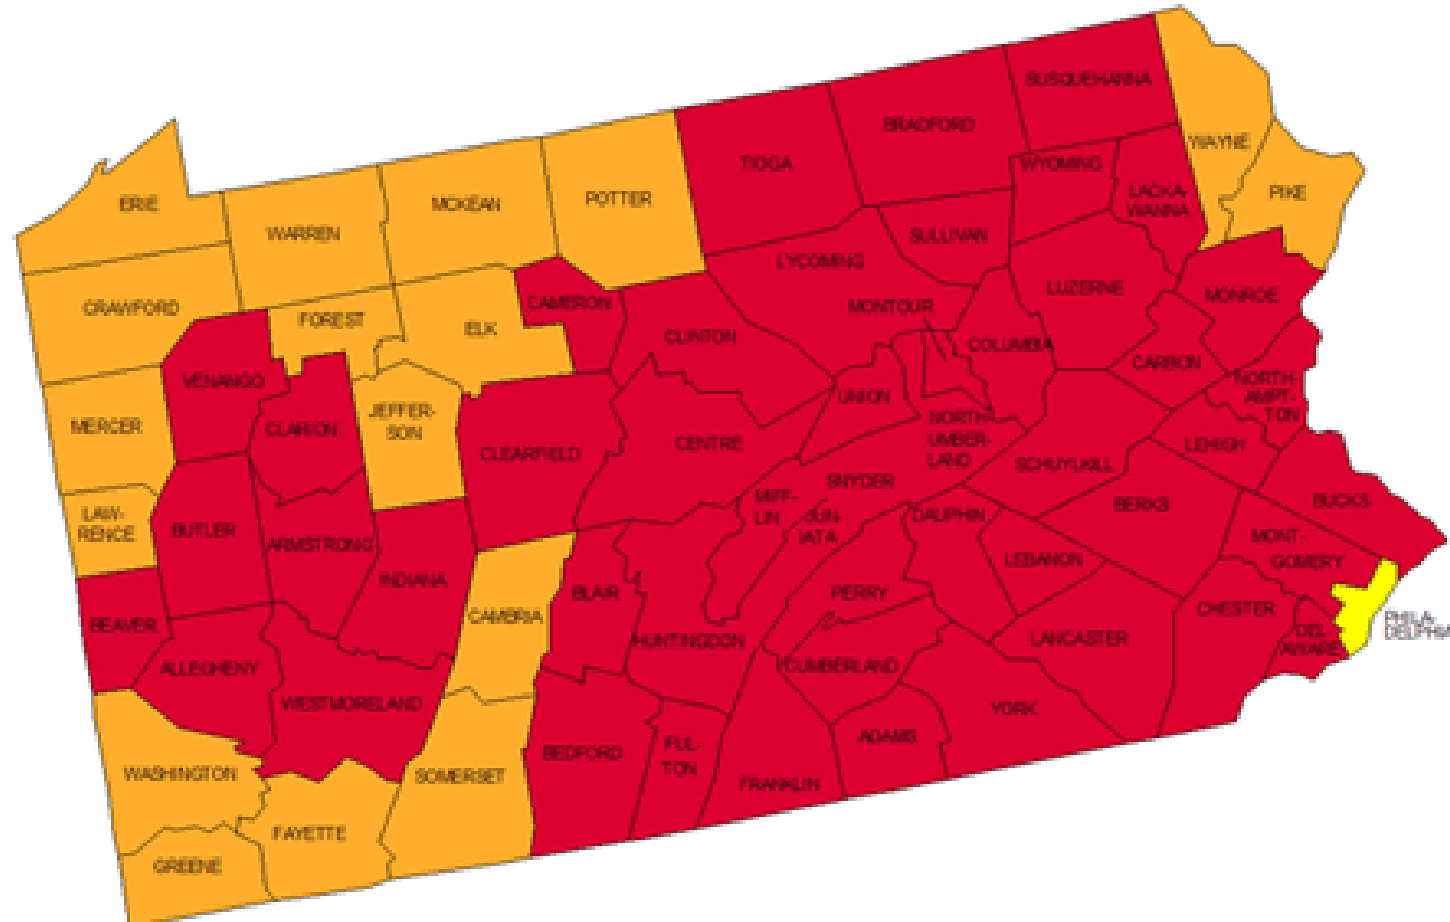 SUSQUEHANNA
BRADFORD
WAYNE
TIOGA
WYOMING
PIKE
LACKA-
WANNA
POTTER
ERIE
MCKEAN
WARREN
SULLIVAN
LYCOMING
LUZERNE
MONROE
CRAWFORD
CAMERON
MONTOUR
FOREST
ELK
CLINTON
COLUMBIA
CARBON
VENANGO
NORTH-
AMPT-
TON
UNION
JEFFER-
SON
MERCER
CLARION
CENTRE
NORTH-
UMBER-
LAND
LEHIGH
CLEARFIELD
SCHUYLKILL
SNYDER
MIFF-
LIN
BUCKS
BERKS
LAW-
RENCE
BUTLER
JUN-
IATA
DAUPHIN
MONT-
GOMERY
ARMSTRONG
LEBANON
INDIANA
BLAIR
PERRY
CHESTER
CAMBRIA
PHILA-
DELPHIA
BEAVER
HUNTINGDON
LANCASTER
DEL-
AWARE
ALLEGHENY
CUMBERLAND
WESTMORELAND
YORK
ADAMS
BEDFORD
FUL-
TON
WASHINGTON
SOMERSET
FRANKLIN
FAYETTE
GREENE